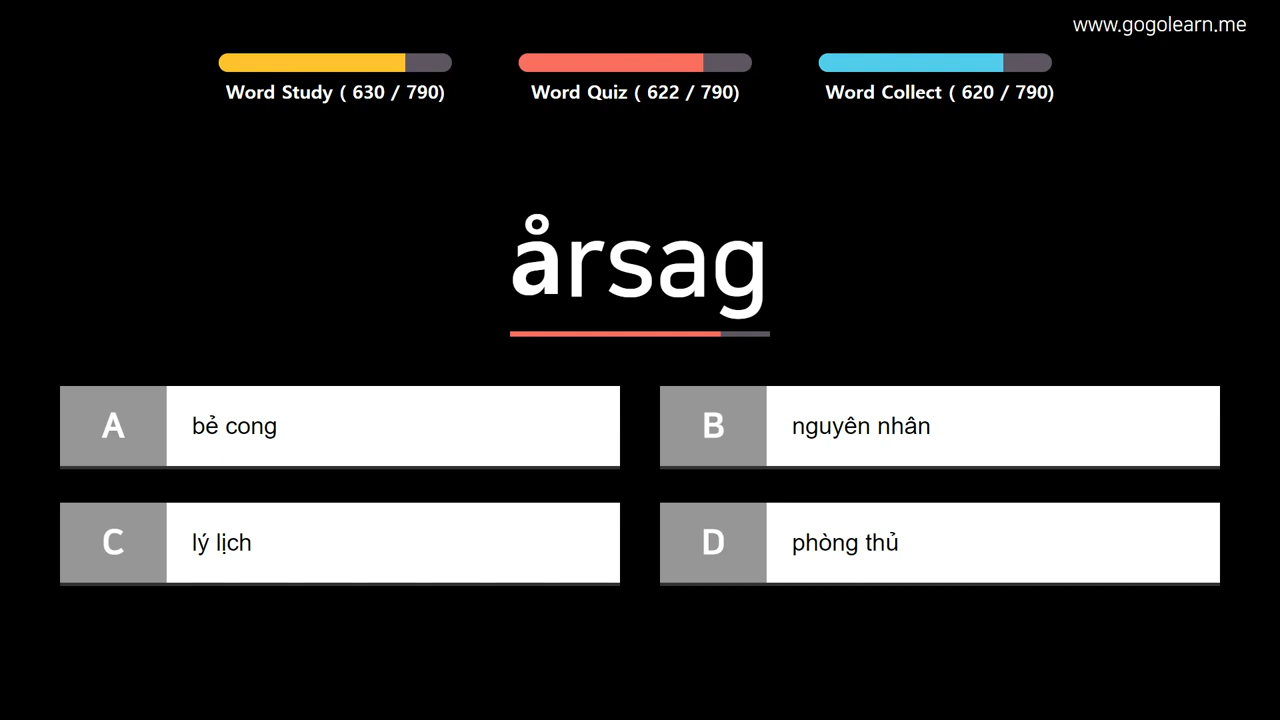 www.gogolearn.me
Word Study ( 630 / 790)
Word Quiz ( 622 / 790)
Word Collect ( 620 / 790)
årsag
A bẻ cong
B nguyên nhân
C lý lịch
D phòng thủ